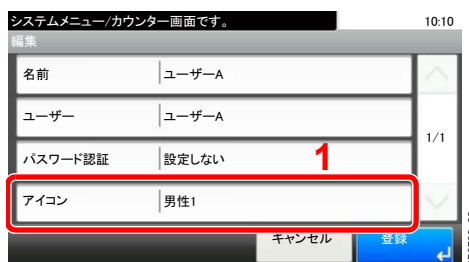 システムメニュー/カウンター画面です。 10:10
編集
名前 ユーザーA
ユーザー ユーザーA
1/1
パスワード認証 設定しない 1
アイコン 男性1
キャンセル 登録